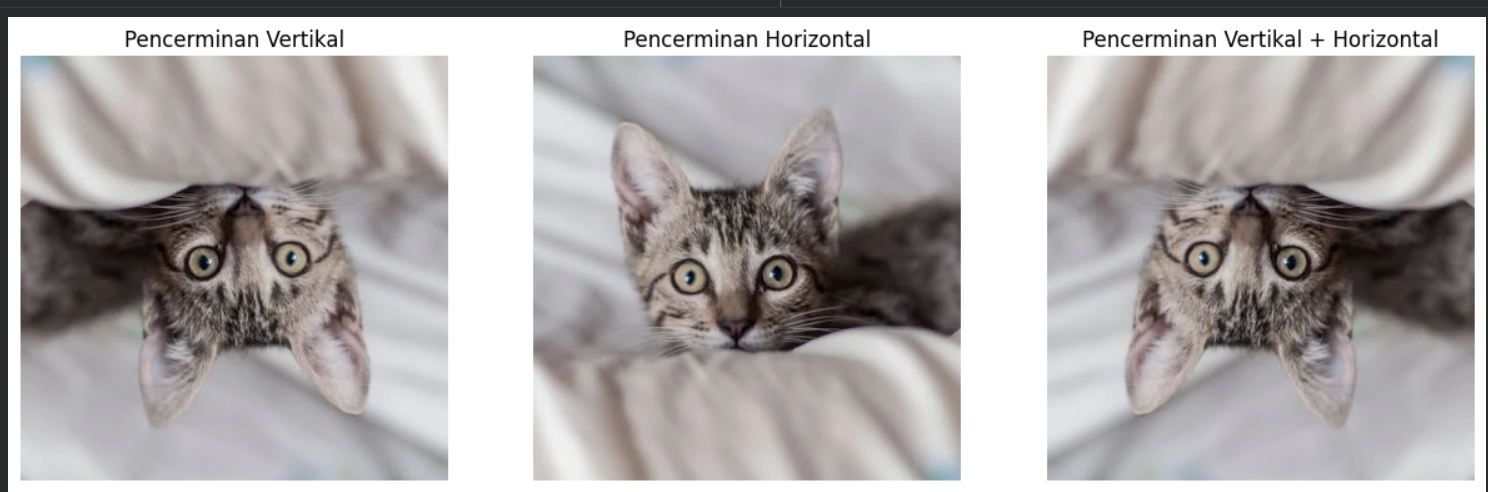 Pencerminan Vertikal
Pencerminan Horizontal
Pencerminan Vertikal + Horizontal